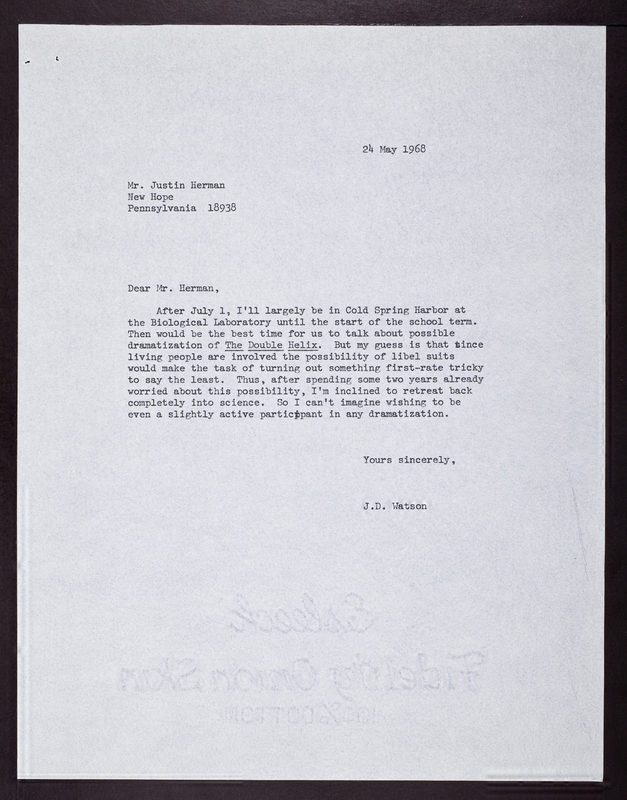 24 May 1968
Mr. Justin Herman
New Hope
Pennsylvania 18938
Dear Mr. Herman,
After July 1, I'll largely be in Cold Spring Harbor at
the Biological Laboratory until the start of the school term.
Then would be the best time for us to talk about possible
dramatization of The Double Helix. But my guess is that since
living people are involved the possibility of libel suits
would make the task of turning out something first-rate tricky
to say the least. Thus, after spending some two years already
worried about this possibility, I'm inclined to retreat back
completely into science. So I can't imagine wishing to be
even a slightly active participant in any dramatization.
Yours sincerely,
J.D. Watson
Fidelity Onion Skin
100% COTTON